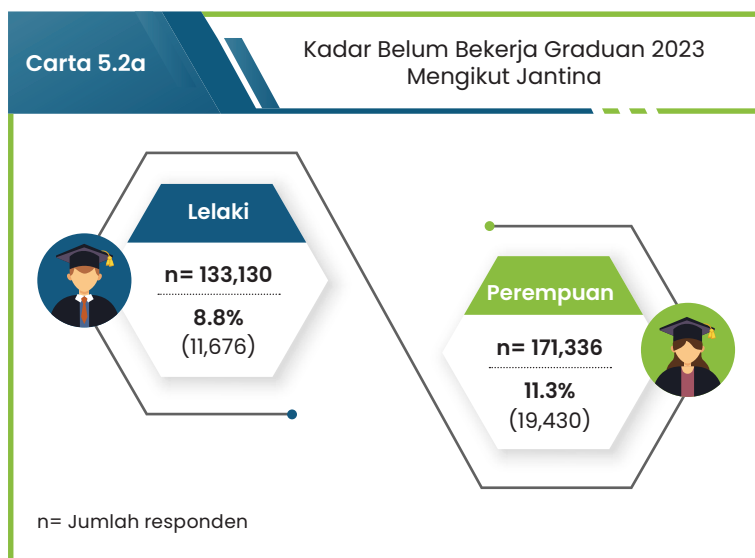 Carta 5.2a
Kadar Belum Bekerja Graduan 2023
Mengikut Jantina
Lelaki
n= 133,130
8.8%
(11,676)
Perempuan
n= 171,336
11.3%
(19,430)
n= Jumlah responden